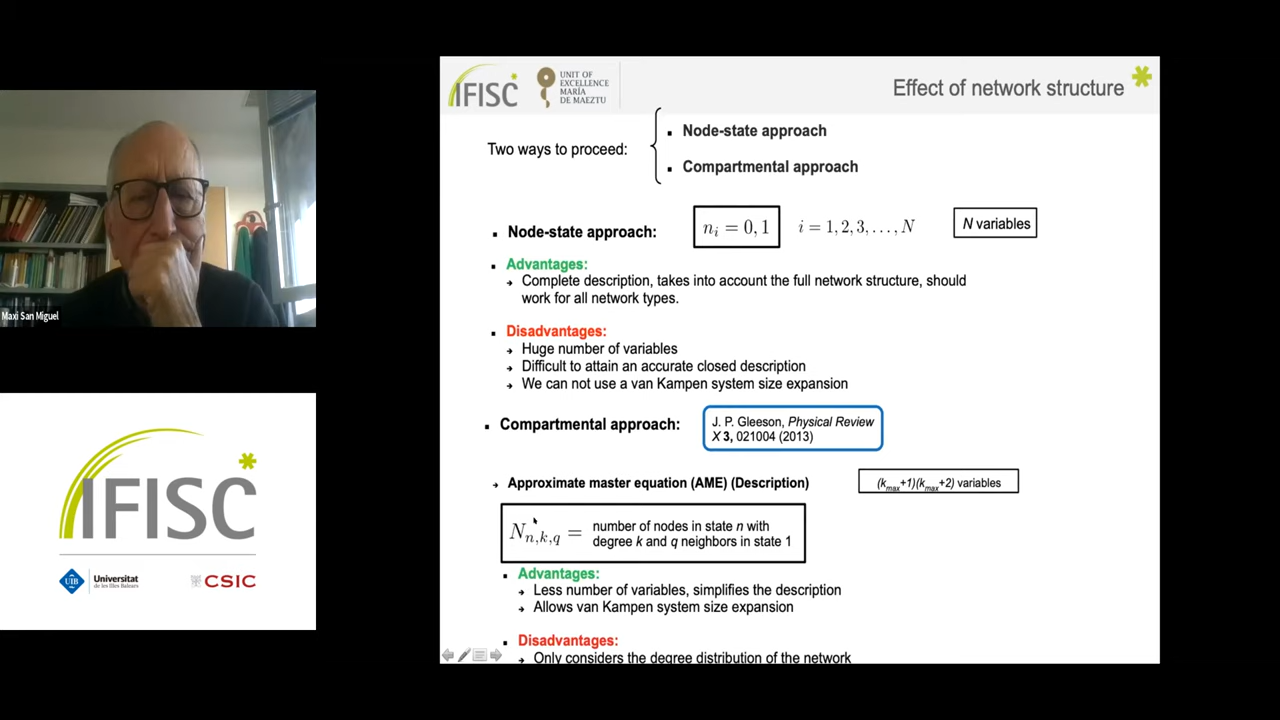 IFISC
UNIT OF
EXCELLENCE
MARÍA
DE MAEZTU
Effect of network structure
Two ways to proceed:
Node-state approach
Compartmental approach
Node-state approach: n_i = 0, 1 i = 1, 2, 3, . . . , N N variables
Advantages:
Complete description, takes into account the full network structure, should
work for all network types.
Disadvantages:
Huge number of variables
Difficult to attain an accurate closed description
We can not use a van Kampen system size expansion
Compartmental approach:
J. P. Gleeson, Physical Review
X 3, 021004 (2013)
Approximate master equation (AME) (Description) (k_max+1)(k_max+2) variables
N_n,k,q = number of nodes in state n with
degree k and q neighbors in state 1
Advantages:
Less number of variables, simplifies the description
Allows van Kampen system size expansion
Disadvantages:
Only considers the degree distribution of the network
Maxi San Miguel
IFISC
UIB
Universitat
de les Illes Balears
CSIC